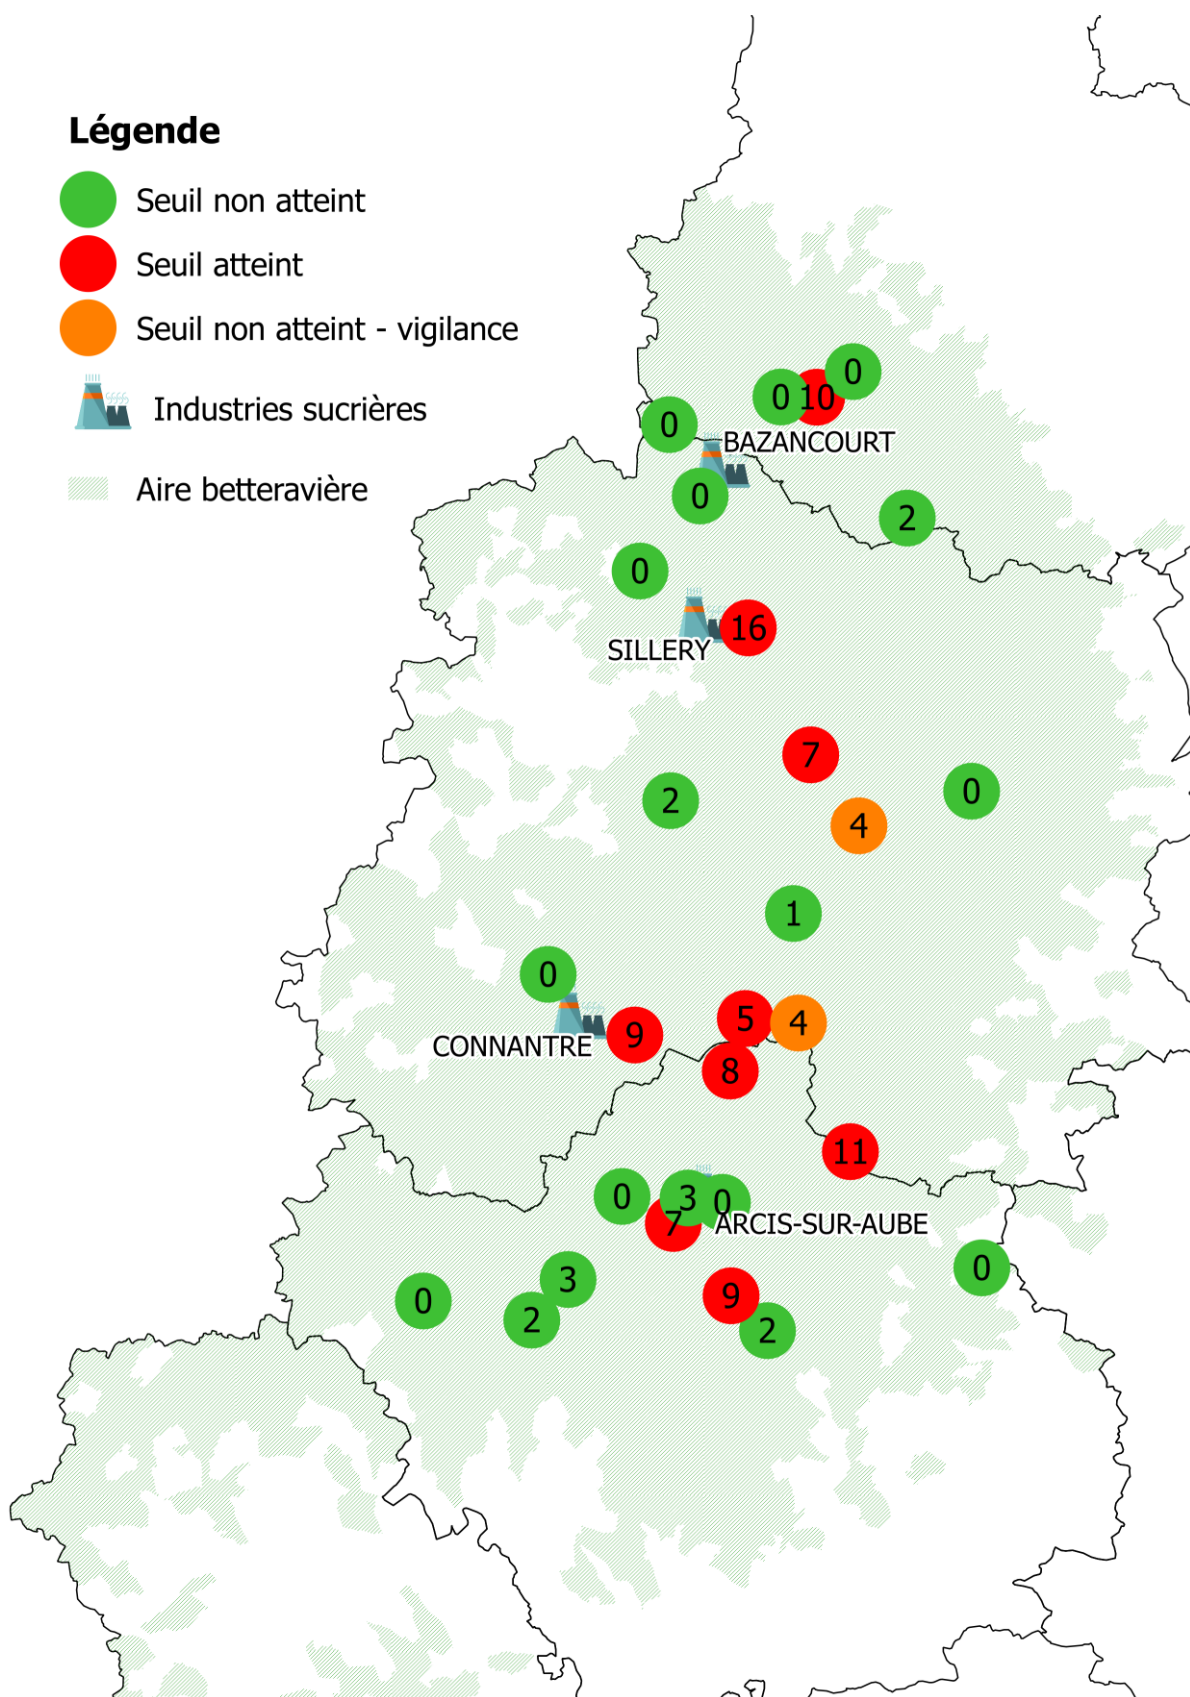 Légende
Seuil non atteint
Seuil atteint
Seuil non atteint - vigilance
Industries sucrières
Aire betteravière
0
0
10
0
BAZANCOURT
0
2
0
16
SILLERY
7
2
0
4
1
0
5
4
9
CONNANTRE
8
11
0
3
0
7
ARCIS-SUR-AUBE
0
3
0
9
2
2